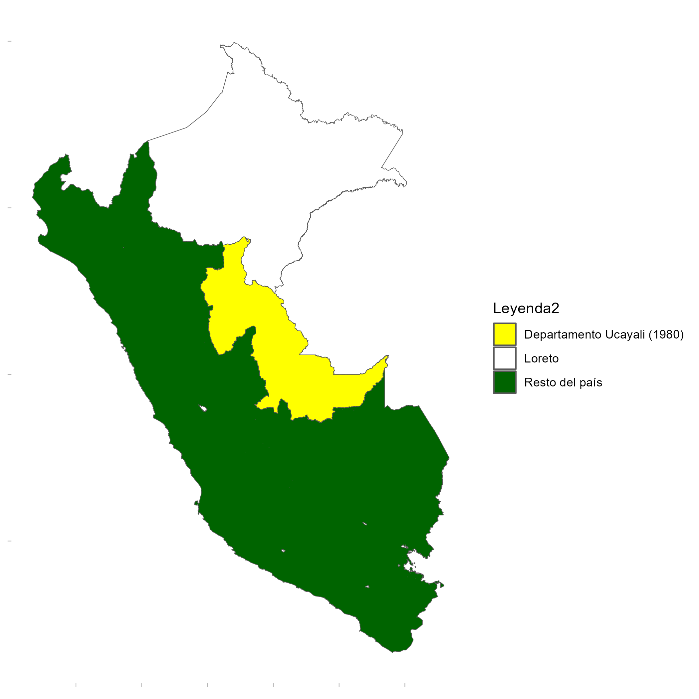 Leyenda2
Departamento Ucayali (1980)
Loreto
Resto del país